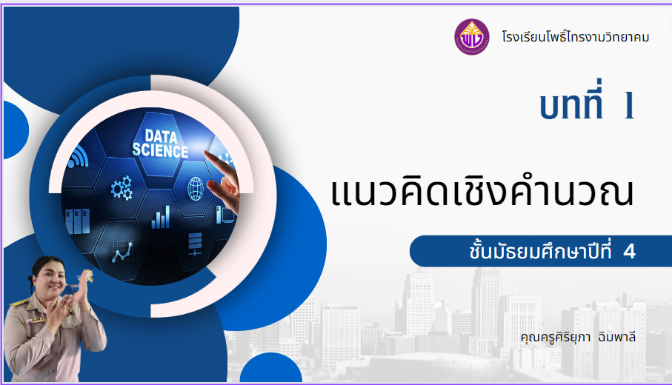 โรงเรียนโพธิ์ไทรงามวิทยาคม
บทที่ 1
DATA
SCIENCE
แนวคิดเชิงคำนวณ
ชั้นมัธยมศึกษาปีที่ 4
คุณครูศิริยุภา ฉิมพาลี